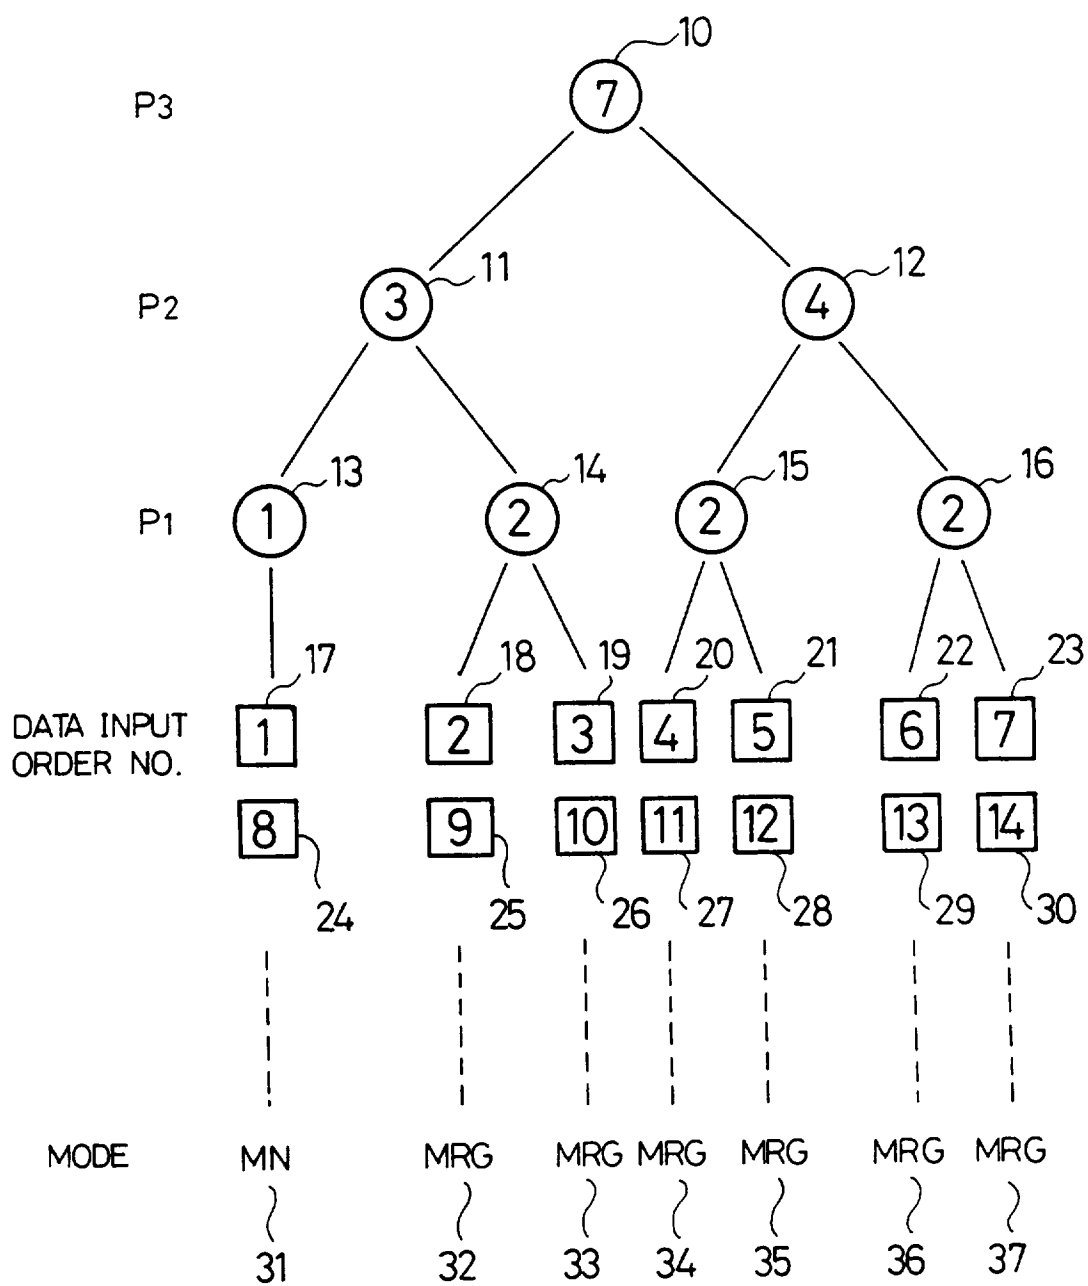 10
P3 7
11 12
P2 3 4
13 14 15 16
P1 1 2 2 2
17 18 19 20 21 22 23
DATA INPUT
ORDER NO.
1 2 3 4 5 6 7
8 9 10 11 12 13 14
24 25 26 27 28 29 30
MODE MN MRG MRG MRG MRG MRG MRG
31 32 33 34 35 36 37